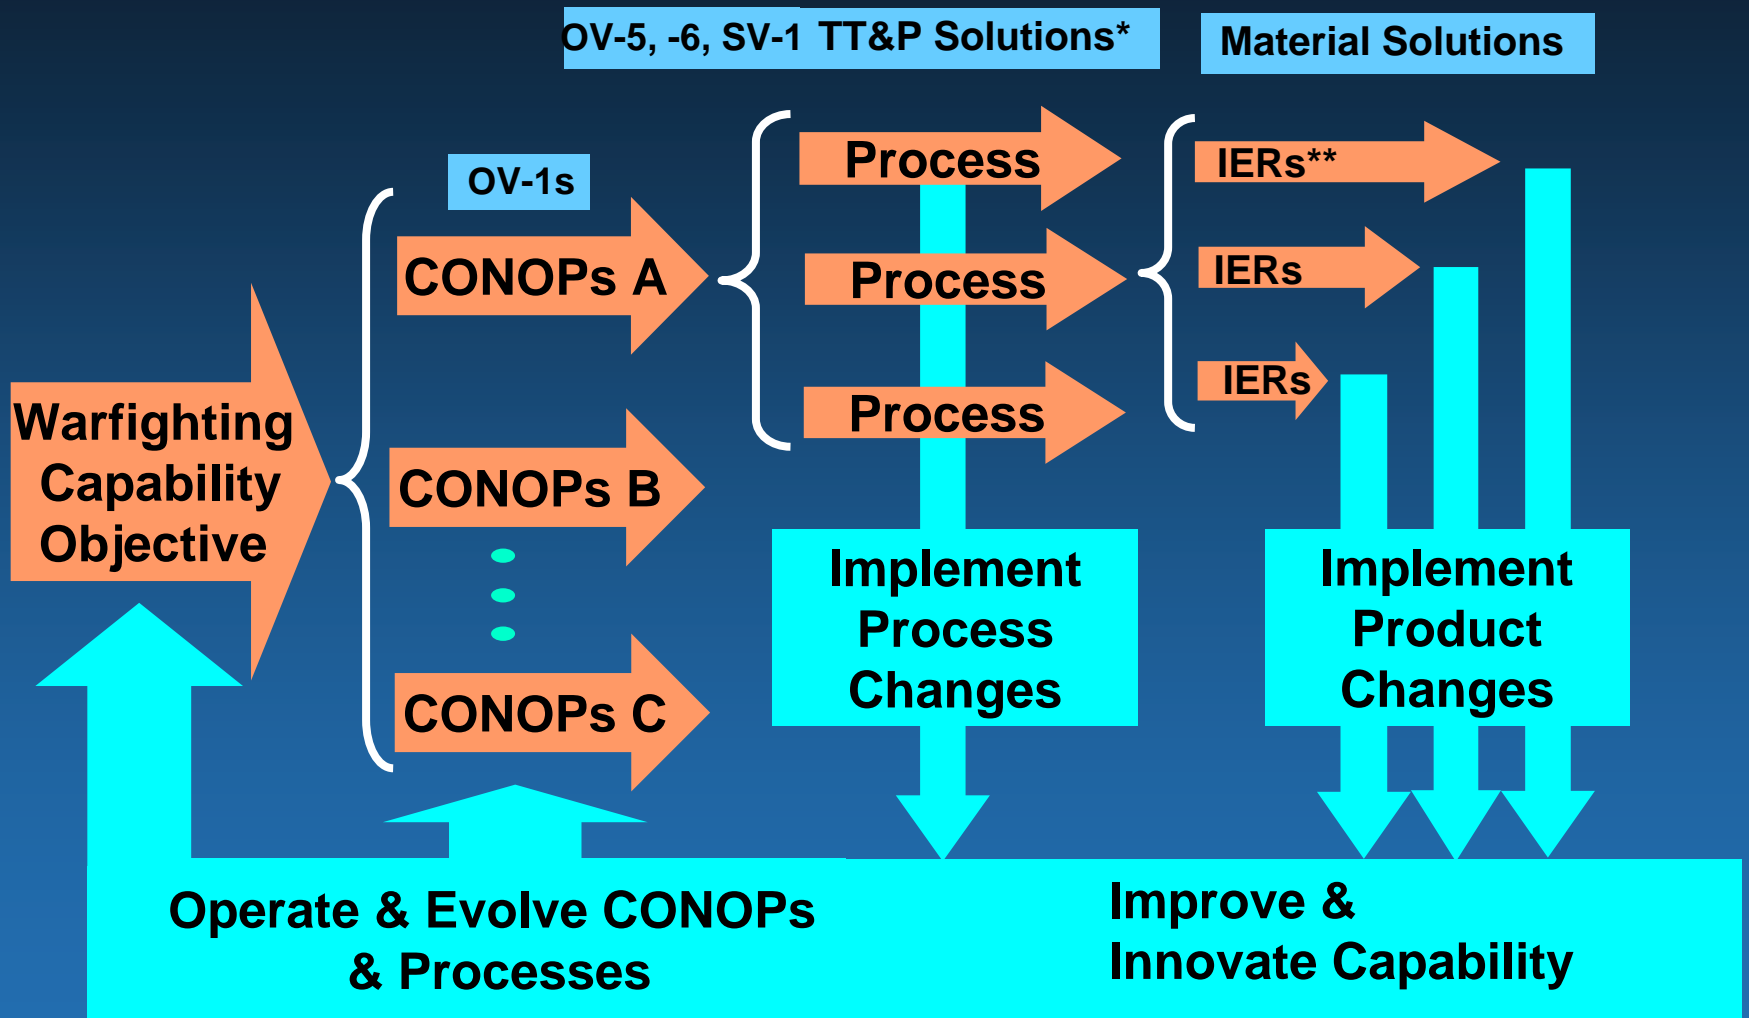 OV-5, -6, SV-1 TT&P Solutions*
Material Solutions
OV-1s
Process
IERs**
CONOPs A
Process
IERs
Process
IERs
Warfighting
Capability
Objective
CONOPs B
CONOPs C
Implement
Process
Changes
Implement
Product
Changes
Operate & Evolve CONOPs
& Processes
Improve &
Innovate Capability